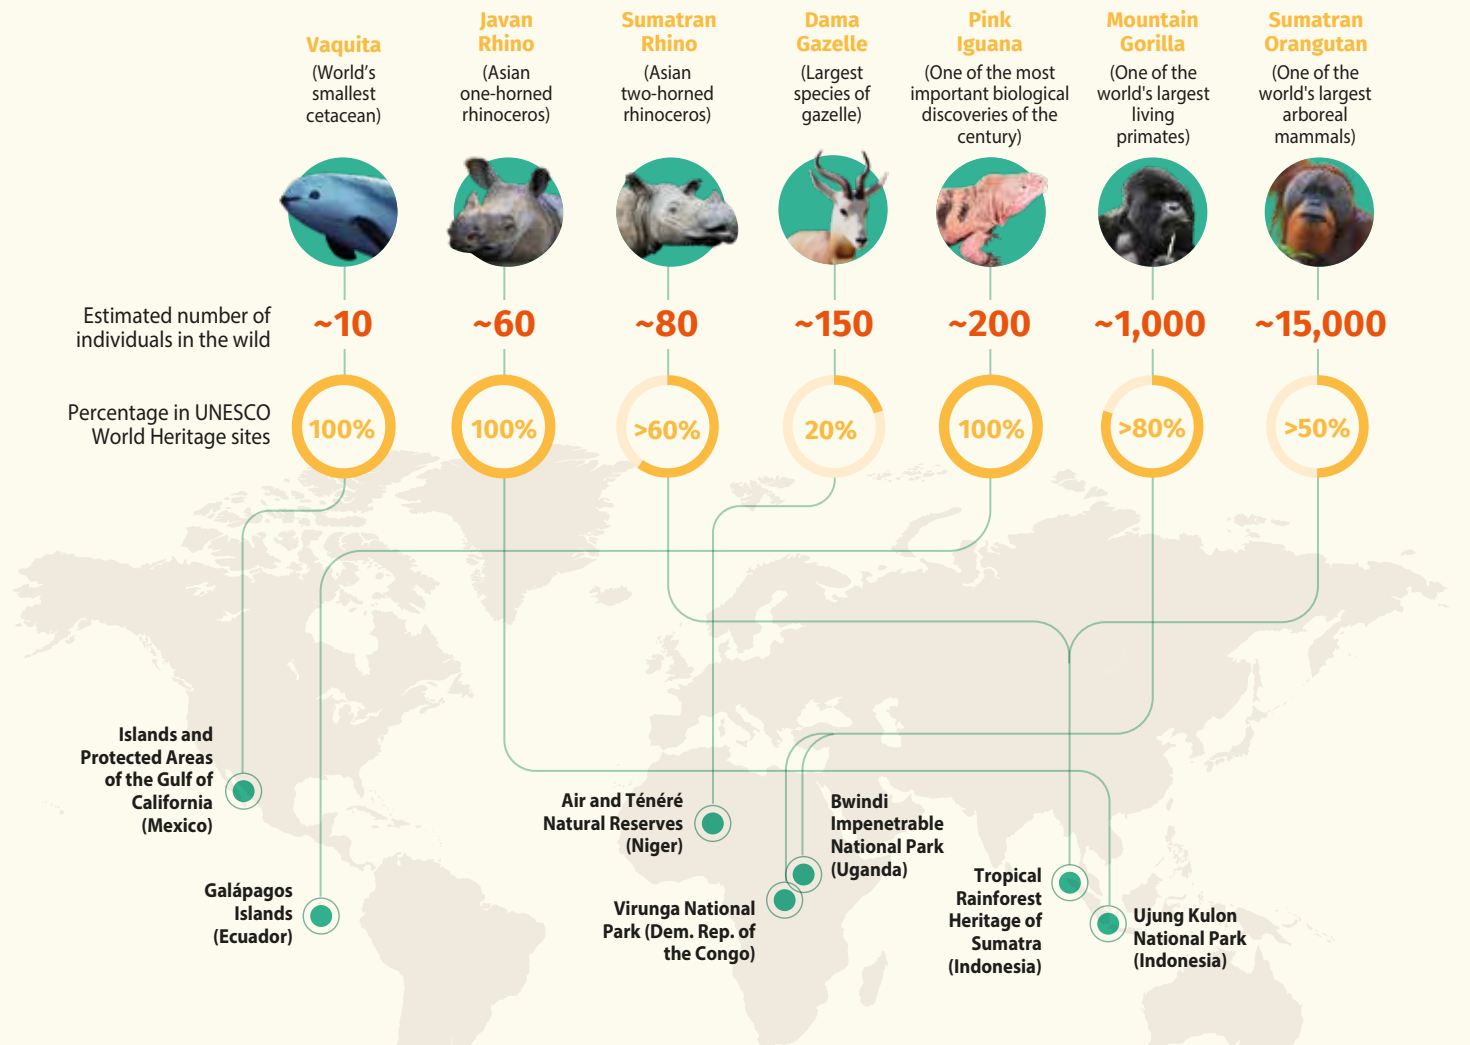 Vaquita
(World's
smallest
cetacean)
Javan
Rhino
(Asian
one-horned
rhinoceros)
Sumatran
Rhino
(Asian
two-horned
rhinoceros)
Dama
Gazelle
(Largest
species of
gazelle)
Pink
Iguana
(One of the most
important biological
discoveries of the
century)
Mountain
Gorilla
(One of the
world's largest
living
primates)
Sumatran
Orangutan
(One of the
world's largest
arboreal
mammals)
Estimated number of
individuals in the wild
~10
~60
~80
~150
~200
~1,000
~15,000
Percentage in UNESCO
World Heritage sites
100%
100%
>60%
20%
100%
>80%
>50%
Islands and
Protected Areas
of the Gulf of
California
(Mexico)
Galápagos
Islands
(Ecuador)
Air and Ténéré
Natural Reserves
(Niger)
Virunga National
Park (Dem. Rep. of
the Congo)
Bwindi
Impenetrable
National Park
(Uganda)
Tropical
Rainforest
Heritage of
Sumatra
(Indonesia)
Ujung Kulon
National Park
(Indonesia)